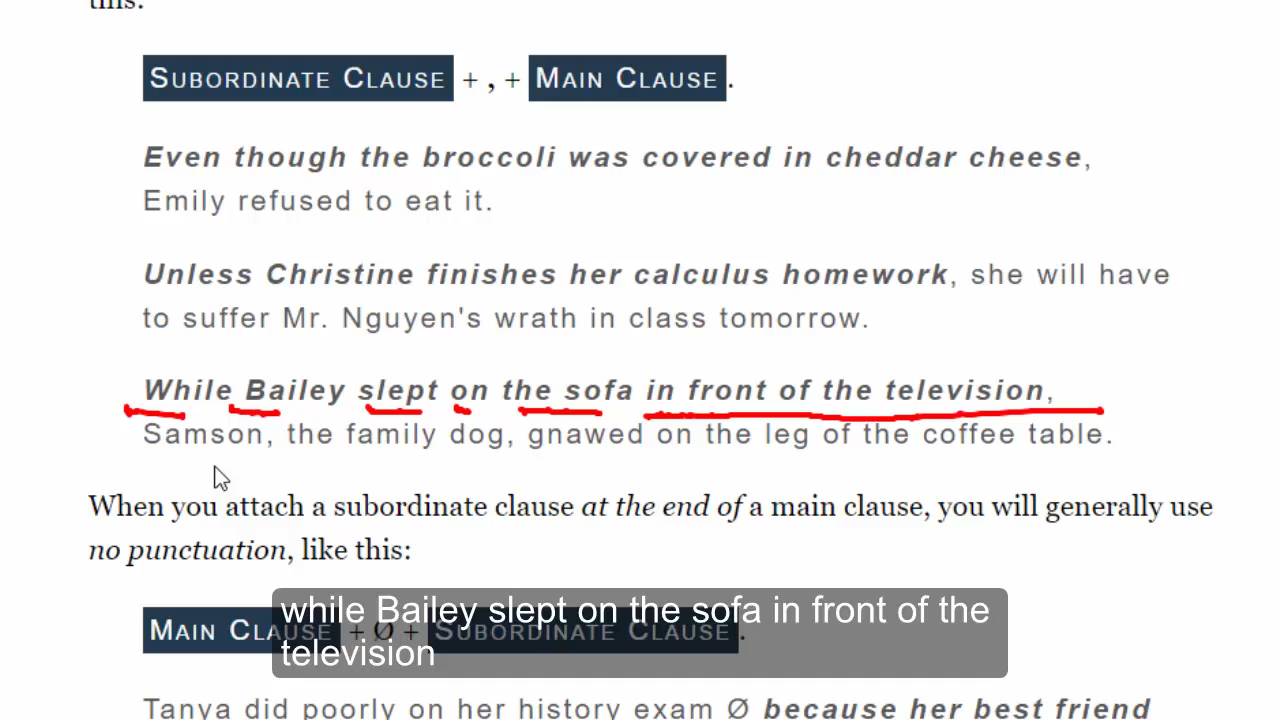 this:
SUBORDINATE CLAUSE + , + MAIN CLAUSE .
Even though the broccoli was covered in cheddar cheese,
Emily refused to eat it.
Unless Christine finishes her calculus homework, she will have
to suffer Mr. Nguyen's wrath in class tomorrow.
While Bailey slept on the sofa in front of the television,
Samson, the family dog, gnawed on the leg of the coffee table.
When you attach a subordinate clause at the end of a main clause, you will generally use
no punctuation, like this:
MAIN CLAUSE + Ø + SUBORDINATE CLAUSE .
while Bailey slept on the sofa in front of the
television
Tanya did poorly on her history exam Ø because her best friend